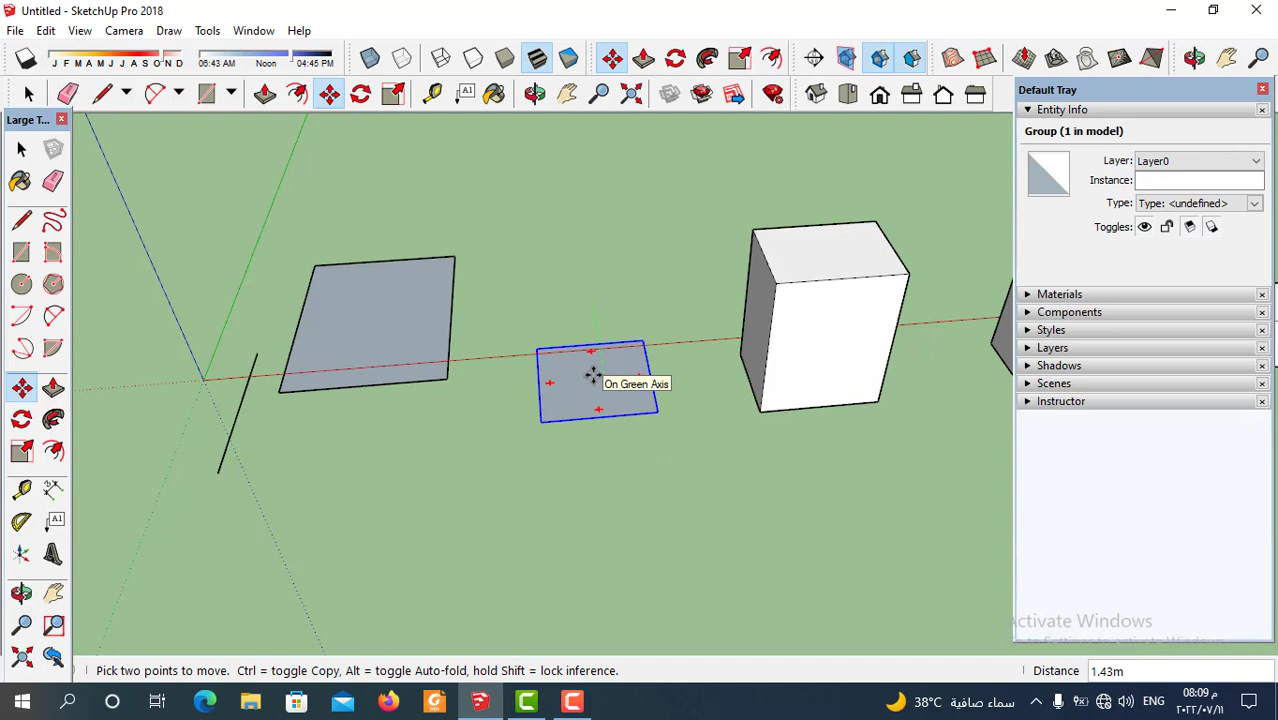 Untitled - SketchUp Pro 2018
File Edit View Camera Draw Tools Window Help
J F M A M J J A S O N D
06:43 AM Noon 04:45 PM
Large T...
Default Tray
Entity Info
Group (1 in model)
Layer: Layer0
Instance:
Type: Type: <undefined>
Toggles:
Materials
Components
Styles
Layers
Shadows
Scenes
Instructor
On Green Axis
Activate Windows
Pick two points to move. Ctrl = toggle Copy, Alt = toggle Auto-fold, hold Shift = lock inference.
Distance 1.43m
38°C سماء صافية
ENG
08:09 م
٢٠٢٢/٠٧/١١